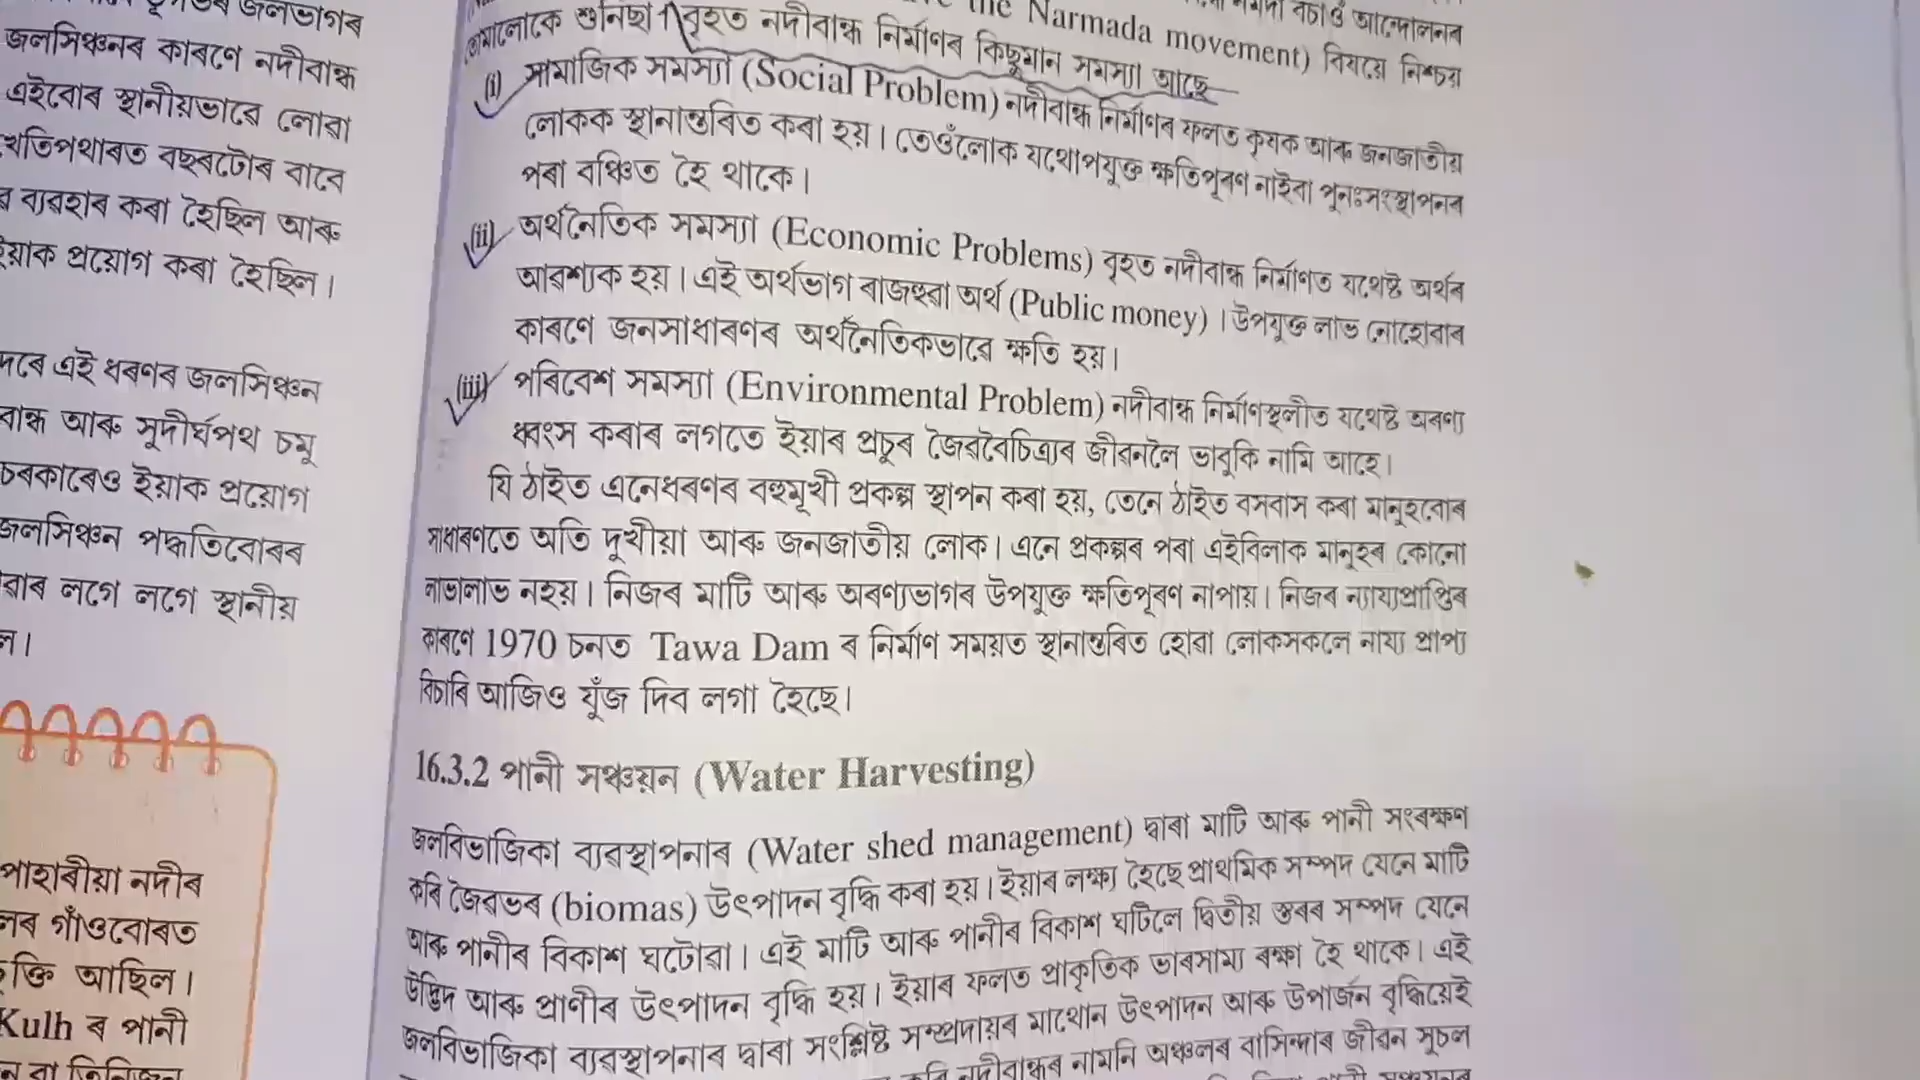 জলভাগৰ
জলসিঞ্চনৰ কাৰণে নদীবান্ধ
এইবোৰ স্থানীয়ভাৱে লোৱা
খেতিপথাৰত বছৰটোৰ বাবে
ব্যৱহাৰ কৰা হৈছিল আৰু
ইয়াক প্ৰয়োগ কৰা হৈছিল।
দৰে এই ধৰণৰ জলসিঞ্চন
বান্ধ আৰু সুদীৰ্ঘপথ চমু
চৰকাৰেও ইয়াক প্ৰয়োগ
জলসিঞ্চন পদ্ধতিবোৰৰ
ৱাৰ লগে লগে স্থানীয়
ল।
পাহাৰীয়া নদীৰ
লৰ গাঁওবোৰত
ক্তি আছিল।
Kulh ৰ পানী
the Narmada movement) বিষয়ে নিশ্চয়
তোমালোকে শুনিছা। বৃহত নদীবান্ধ নিৰ্মাণৰ কিছুমান সমস্যা আছে
(i) সামাজিক সমস্যা (Social Problem) নদীবান্ধ নিৰ্মাণৰ ফলত কৃষক আৰু জনজাতীয়
লোকক স্থানান্তৰিত কৰা হয়। তেওঁলোক যথোপযুক্ত ক্ষতিপূৰণ নাইবা পুনঃসংস্থাপনৰ
পৰা বঞ্চিত হৈ থাকে।
(ii) অৰ্থনৈতিক সমস্যা (Economic Problems) বৃহত নদীবান্ধ নিৰ্মাণত যথেষ্ট অৰ্থৰ
আৱশ্যক হয়। এই অৰ্থভাগ ৰাজহুৱা অৰ্থ (Public money) । উপযুক্ত লাভ নোহোৱাৰ
কাৰণে জনসাধাৰণৰ অৰ্থনৈতিকভাৱে ক্ষতি হয়।
(iii) পৰিবেশ সমস্যা (Environmental Problem) নদীবান্ধ নিৰ্মাণস্থলীত যথেষ্ট অৰণ্য
ধ্বংস কৰাৰ লগতে ইয়াৰ প্ৰচুৰ জৈৱবৈচিত্ৰ্যৰ জীৱনলৈ ভাবুকি নামি আহে।
যি ঠাইত এনেধৰণৰ বহুমূখী প্ৰকল্প স্থাপন কৰা হয়, তেনে ঠাইত বসবাস কৰা মানুহবোৰ
সাধাৰণতে অতি দুখীয়া আৰু জনজাতীয় লোক। এনে প্ৰকল্পৰ পৰা এইবিলাক মানুহৰ কোনো
লাভালাভ নহয়। নিজৰ মাটি আৰু অৰণ্যভাগৰ উপযুক্ত ক্ষতিপূৰণ নাপায়। নিজৰ ন্যায্যপ্ৰাপ্তিৰ
কাৰণে 1970 চনত Tawa Dam ৰ নিৰ্মাণ সময়ত স্থানান্তৰিত হোৱা লোকসকলে নায্য প্ৰাপ্য
বিচাৰি আজিও যুঁজ দিব লগা হৈছে।
16.3.2 পানী সঞ্চয়ন (Water Harvesting)
জলবিভাজিকা ব্যৱস্থাপনাৰ (Water shed management) দ্বাৰা মাটি আৰু পানী সংৰক্ষণ
কৰি জৈৱভৰ (biomas) উৎপাদন বৃদ্ধি কৰা হয়। ইয়াৰ লক্ষ্য হৈছে প্ৰাথমিক সম্পদ যেনে মাটি
আৰু পানীৰ বিকাশ ঘটোৱা। এই মাটি আৰু পানীৰ বিকাশ ঘটিলে দ্বিতীয় স্তৰৰ সম্পদ যেনে
উদ্ভিদ আৰু প্ৰাণীৰ উৎপাদন বৃদ্ধি হয়। ইয়াৰ ফলত প্ৰাকৃতিক ভাৰসাম্য ৰক্ষা হৈ থাকে। এই
জলবিভাজিকা ব্যৱস্থাপনাৰ দ্বাৰা সংশ্লিষ্ট সম্প্ৰদায়ৰ মাথোন উৎপাদন আৰু উপাৰ্জন বৃদ্ধিয়েই
নদীবান্ধৰ নামনি অঞ্চলৰ বাসিন্দাৰ জীৱন সুচল